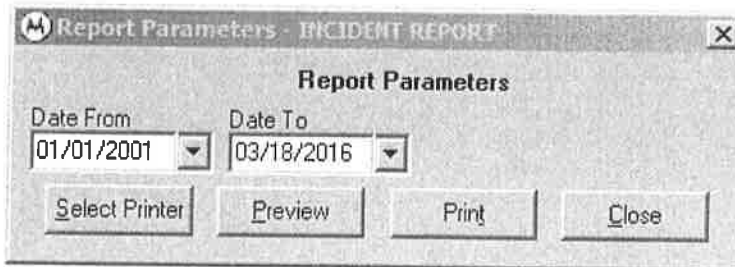 Report Parameters - INCIDENT REPORT
Report Parameters
Date From Date To
01/01/2001 03/18/2016
Select Printer Preview Print Close